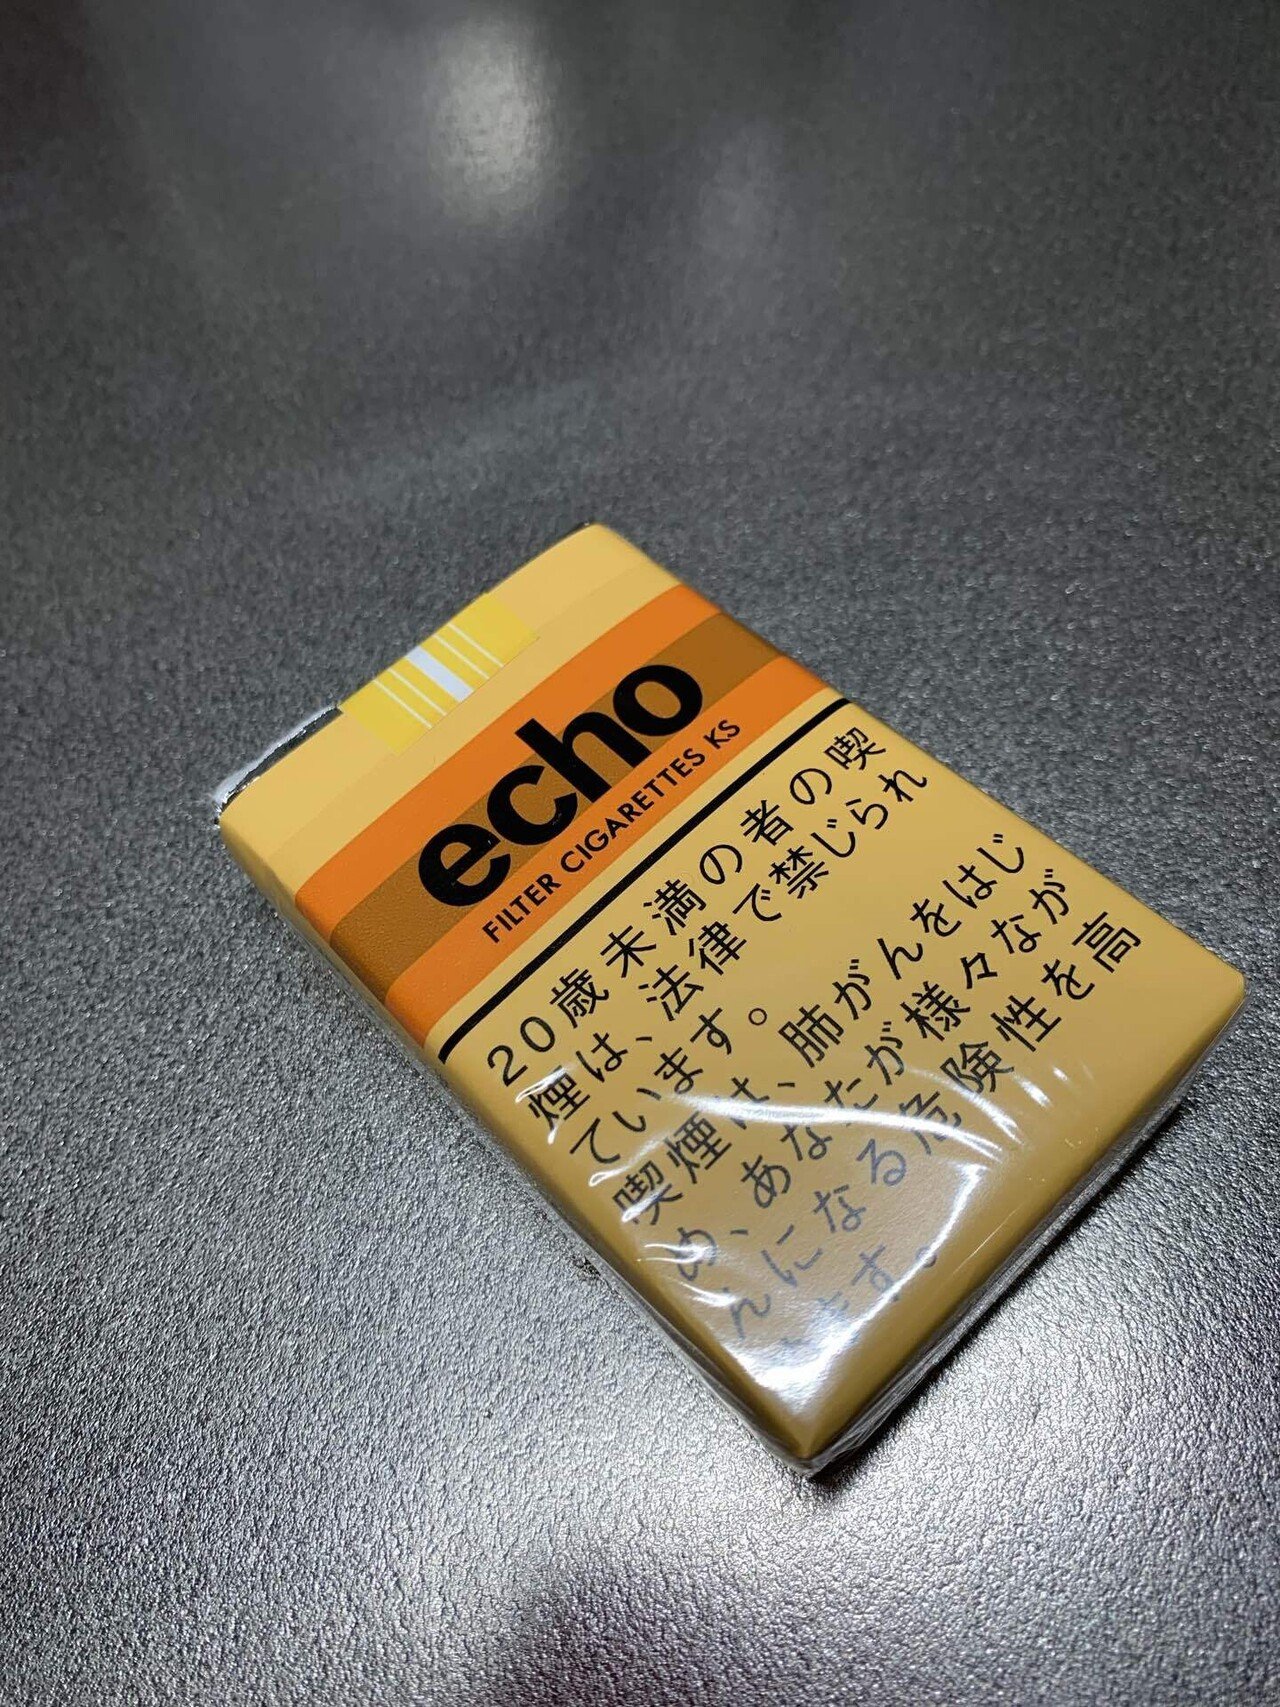 echo
FILTER CIGARETTES KS
20歳未満の者の喫
煙は、法律で禁じられ
ています。
喫煙は、肺がんをはじ
め、あなたが様々なが
んになる危険性を高
ます。